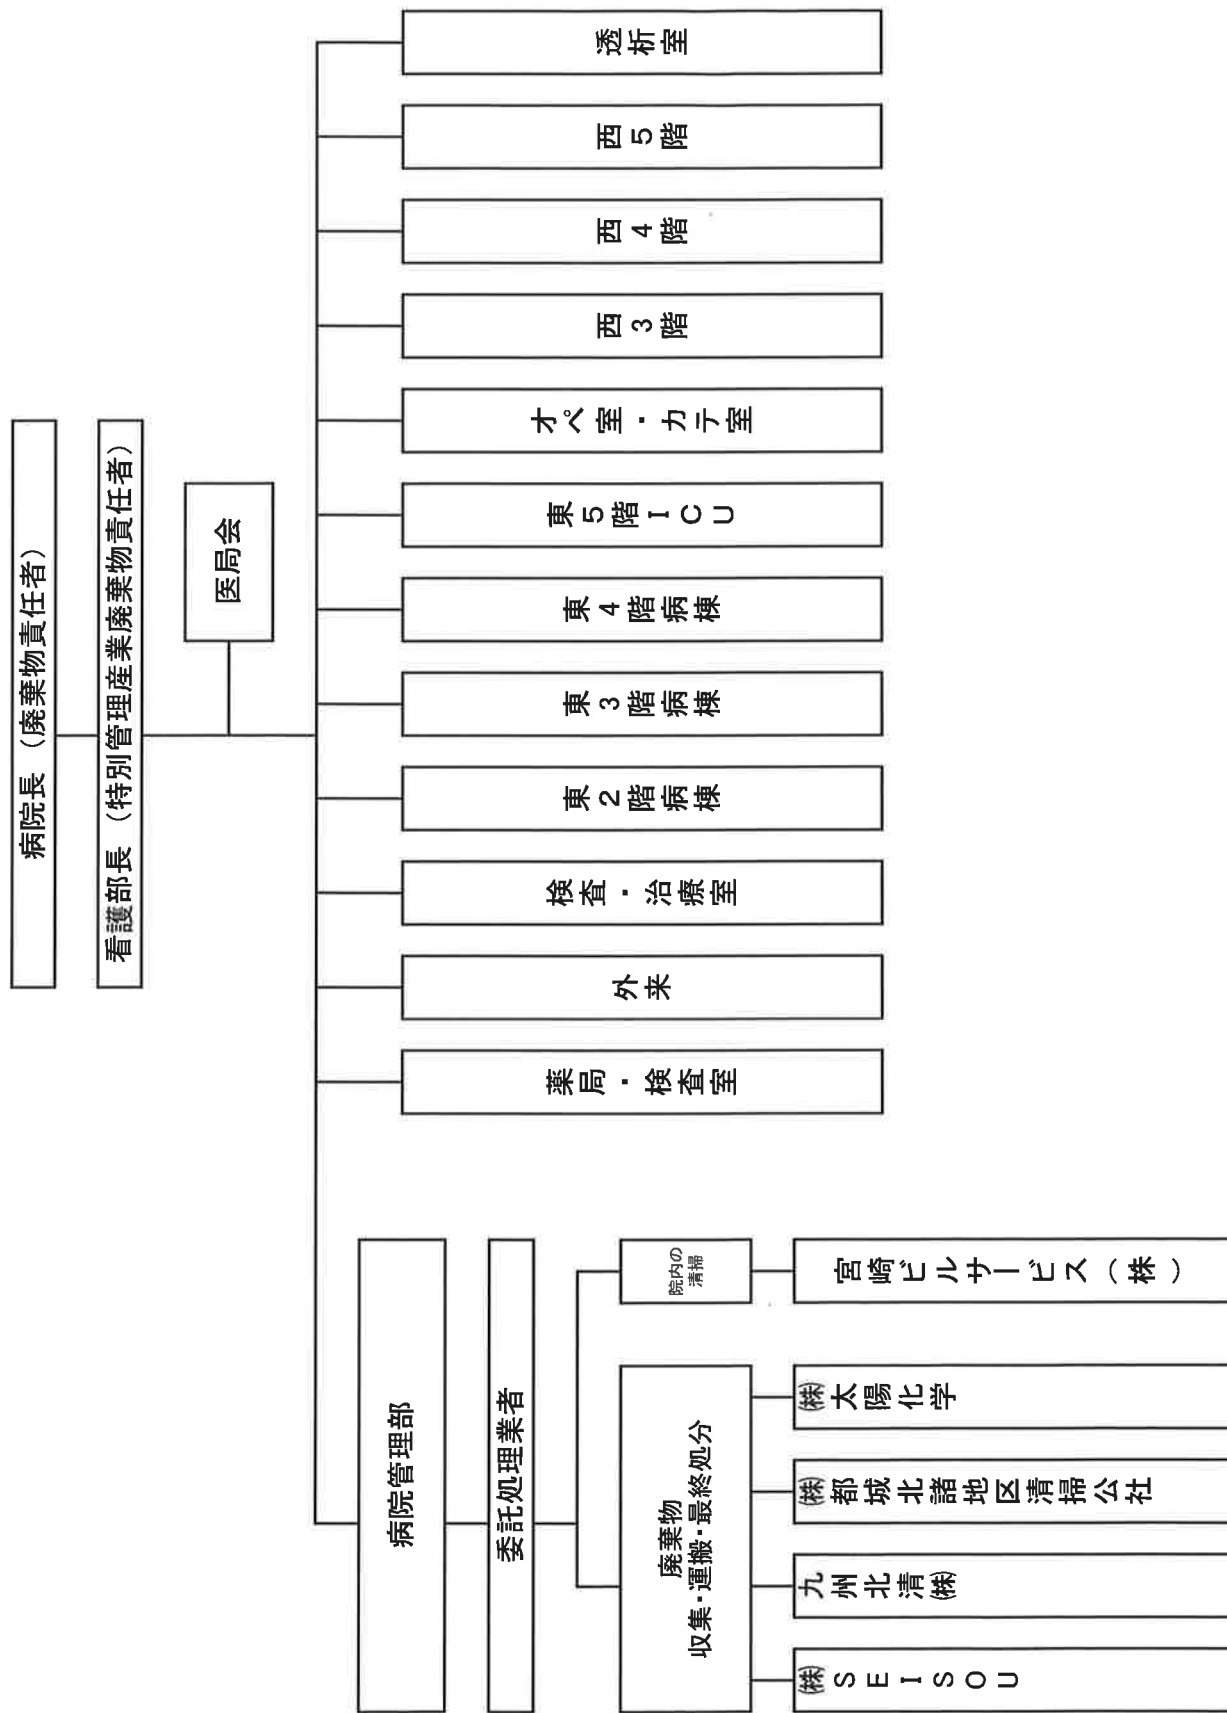 病院長（廃棄物責任者）
看護部長（特別管理産業廃棄物責任者）
医局会
病院管理部
委託処理業者
廃棄物
収集・運搬・最終処分
院内の
清掃
㈱SEISOU
九州北清㈱
㈱都城北諸地区清掃公社
㈱太陽化学
宮崎ビルサービス（株）
薬局・検査室
外来
検査・治療室
東2階病棟
東3階病棟
東4階病棟
東5階ICU
オペ室・カテ室
西3階
西4階
西5階
透析室